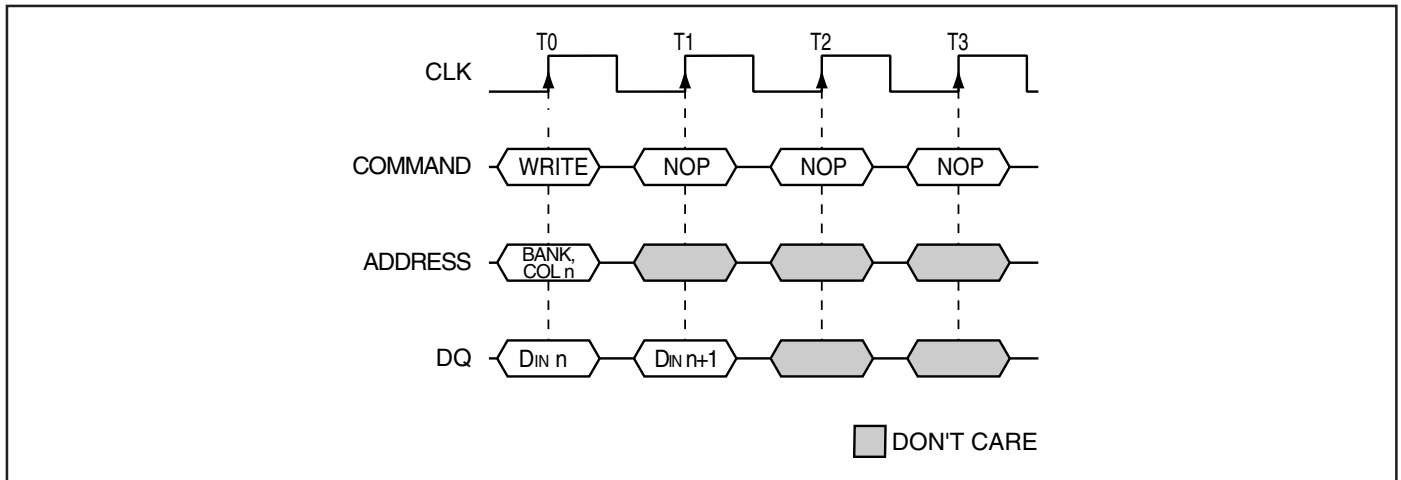 T0 T1 T2 T3
CLK
COMMAND WRITE NOP NOP NOP
ADDRESS BANK,
COL n
DQ DIN n DIN n+1
DON'T CARE